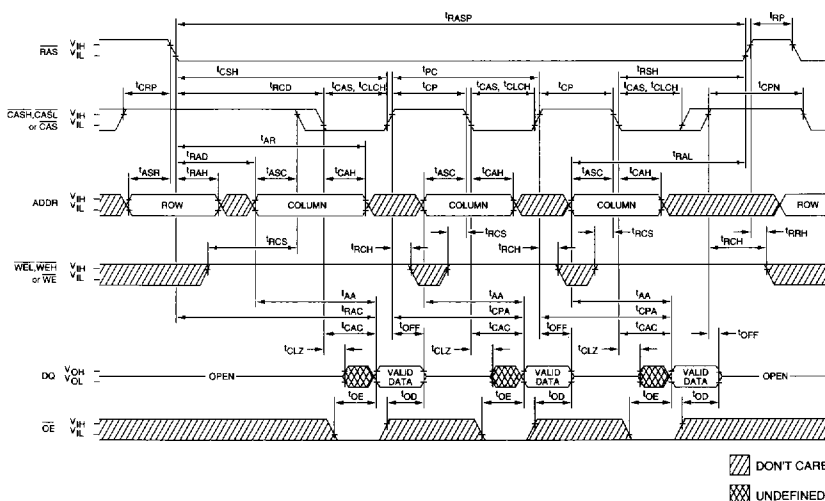 tRASP
tRP
RAS VIH
VIL
tCSH
tPC
tRSH
tCRP
tRCD
tCAS, tCLCH
tCP
tCAS, tCLCH
tCP
tCAS, tCLCH
tCPN
CASH,CASL
or CAS
VIH
VIL
tAR
tRAD
tRAL
tASR
tRAH
tASC
tCAH
tASC
tCAH
tASC
tCAH
ADDR VIH
VIL
ROW
COLUMN
COLUMN
COLUMN
ROW
tRCS
tRCS
tRCS
tRRH
tRCH
tRCH
tRCH
WEL,WEH
or WE
VIH
VIL
tAA
tAA
tAA
tRAC
tCPA
tCPA
tCAC
tOFF
tCAC
tOFF
tCAC
tOFF
tCLZ
tCLZ
tCLZ
DQ VOH
VOL
OPEN
VALID
DATA
VALID
DATA
VALID
DATA
OPEN
tOE
tOD
tOE
tOD
tOE
tOD
OE VIH
VIL
DON'T CARE
UNDEFINED